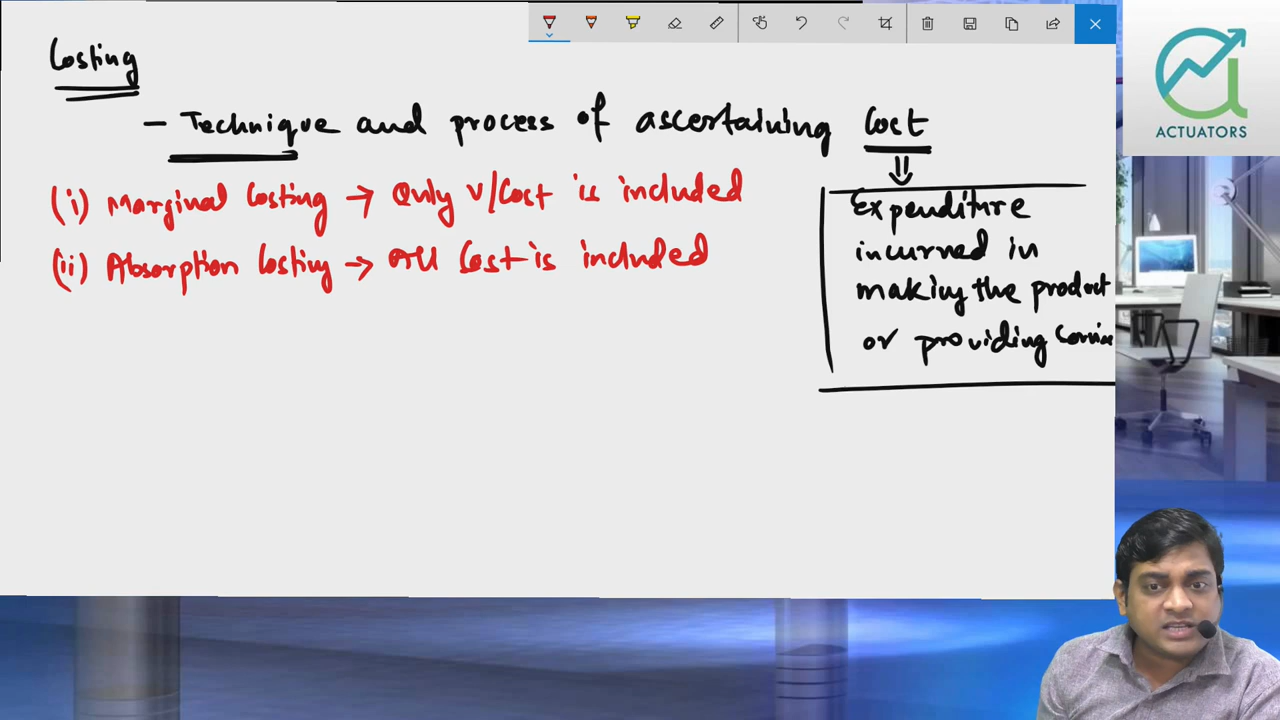 Costing
- Technique and process of ascertaining Cost
(i) Marginal Costing → Only v/Cost is included
(ii) Absorption Costing → All Cost is included
Expenditure
incurred in
making the product
or providing service
ACTUATORS